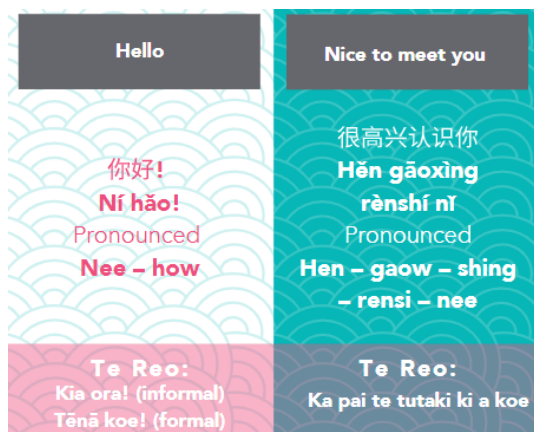 Hello
你好!
Ní hǎo!
Pronounced
Nee – how
Te Reo:
Kia ora! (informal)
Tēnā koe! (formal)
Nice to meet you
很高兴认识你
Hěn gāoxìng
rènshí nǐ
Pronounced
Hen – gaow – shing
– rensi – nee
Te Reo:
Ka pai te tutaki ki a koe